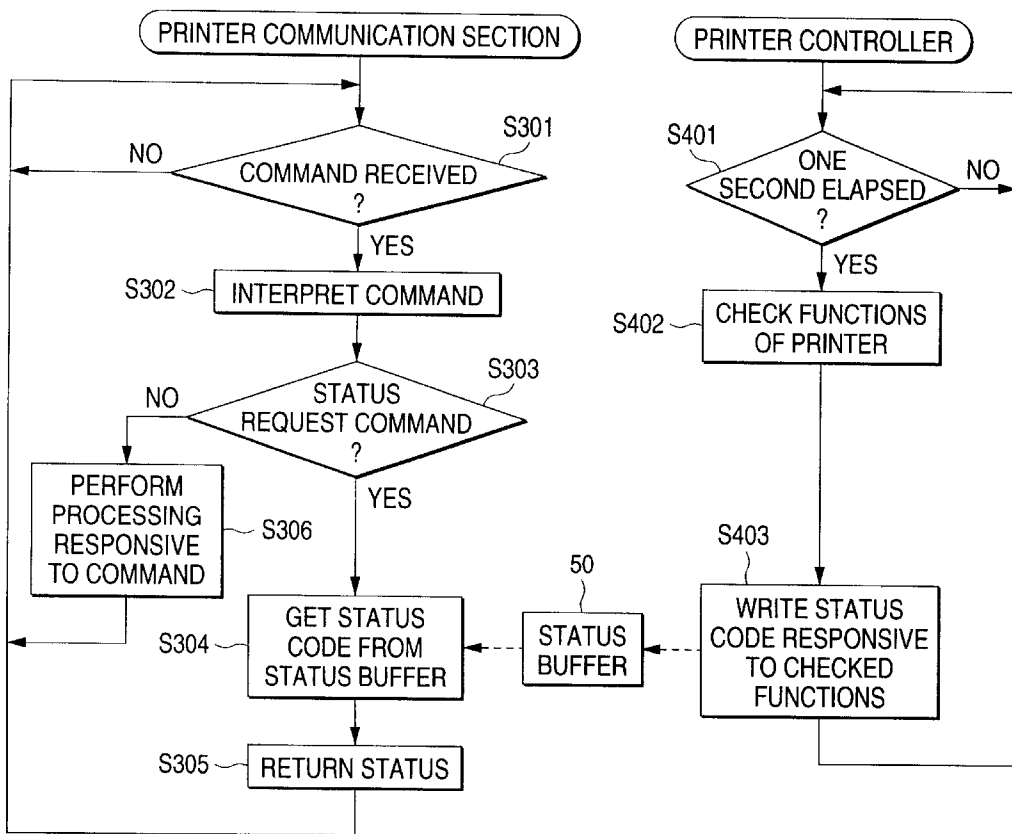 PRINTER COMMUNICATION SECTION
S301
NO
COMMAND RECEIVED
?
YES
S302
INTERPRET COMMAND
S303
NO
STATUS
REQUEST COMMAND
?
YES
PERFORM
PROCESSING
RESPONSIVE
TO COMMAND
S306
S304
GET STATUS
CODE FROM
STATUS BUFFER
50
STATUS
BUFFER
S305
RETURN STATUS
PRINTER CONTROLLER
S401
ONE
SECOND ELAPSED
?
NO
YES
S402
CHECK FUNCTIONS
OF PRINTER
S403
WRITE STATUS
CODE RESPONSIVE
TO CHECKED
FUNCTIONS